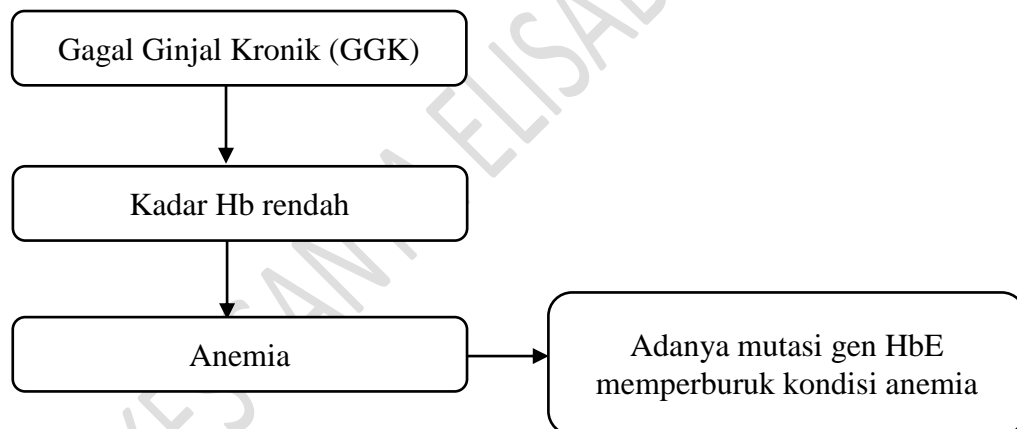 Gagal Ginjal Kronik (GGK)
Kadar Hb rendah
Anemia
Adanya mutasi gen HbE
memperburuk kondisi anemia